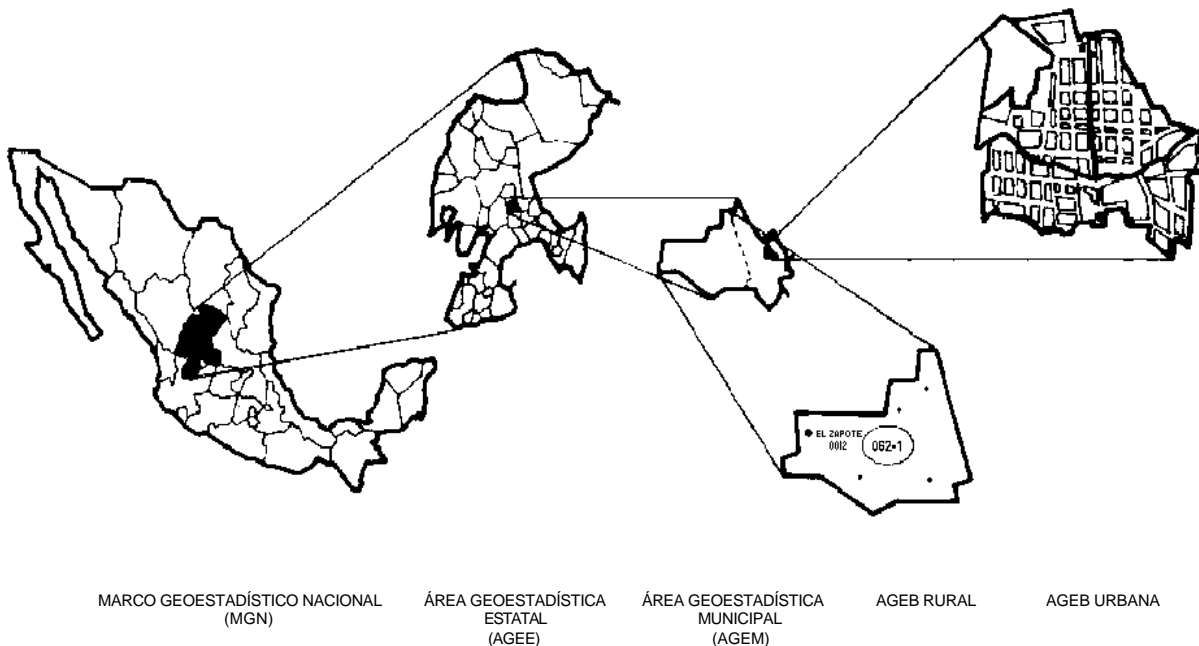 EL ZAPOTE
0012
062-1
MARCO GEOESTADÍSTICO NACIONAL
(MGN)
ÁREA GEOESTADÍSTICA
ESTATAL
(AGEE)
ÁREA GEOESTADÍSTICA
MUNICIPAL
(AGEM)
AGEB RURAL
AGEB URBANA